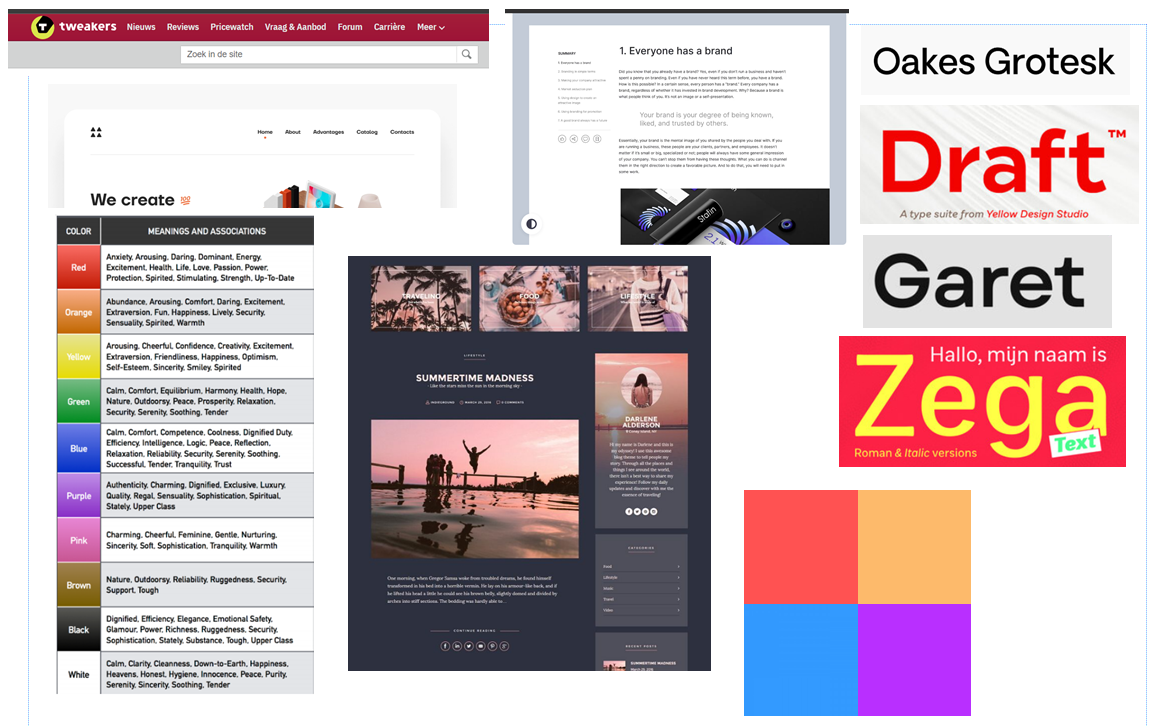 tweakers Nieuws Reviews Pricewatch Vraag & Aanbod Forum Carrière Meer
Zoek in de site
Home About Advantages Catalog Contacts
We create 💯
COLOR MEANINGS AND ASSOCIATIONS
Red
Anxiety, Arousing, Daring, Dominant, Energy,
Excitement, Health, Life, Love, Passion, Power,
Protection, Spirited, Stimulating, Strength, Up-To-Date
Orange
Abundance, Arousing, Comfort, Daring, Excitement,
Extraversion, Fun, Happiness, Lively, Security,
Sensuality, Spirited, Warmth
Yellow
Arousing, Cheerful, Confidence, Creativity, Excitement,
Extraversion, Friendliness, Happiness, Optimism,
Self-Esteem, Sincerity, Smiley, Spirited
Green
Calm, Comfort, Equilibrium, Harmony, Health, Hope,
Nature, Outdoorsy, Peace, Prosperity, Relaxation,
Security, Serenity, Soothing, Tender
Blue
Calm, Comfort, Competence, Coolness, Dignified Duty,
Efficiency, Intelligence, Logic, Peace, Reflection,
Relaxation, Reliability, Security, Serenity, Soothing,
Successful, Tender, Tranquility, Trust
Purple
Authenticity, Charming, Dignified, Exclusive, Luxury,
Quality, Regal, Sensuality, Sophistication, Spiritual,
Stately, Upper Class
Pink
Charming, Cheerful, Feminine, Gentle, Nurturing,
Sincerity, Soft, Sophistication, Tranquility, Warmth
Brown
Nature, Outdoorsy, Reliability, Ruggedness, Security,
Support, Tough
Black
Dignified, Efficiency, Elegance, Emotional Safety,
Glamour, Power, Richness, Ruggedness, Security,
Sophistication, Stately, Substance, Tough, Upper Class
White
Calm, Clarity, Cleanness, Down-to-Earth, Happiness,
Heavens, Honest, Hygiene, Innocence, Peace, Purity,
Serenity, Sincerity, Soothing, Tender
SUMMARY
1. Everyone has a brand
1. Everyone has a brand
Did you know that you already have a brand? Yes, even if you don't run a business and haven't
spent a penny on branding. Even if you have never heard this term before, you have a brand.
How is this possible? In a certain sense, every person has a "brand." Every company has a
brand, regardless of whether it has invested in brand development. Why? Because a brand is
what people think of you. It's not an image or a self-presentation.
Your brand is your degree of being known,
liked, and trusted by others.
Essentially, your brand is the mental image of you shared by the people you deal with. If you
are running a business, these people are your clients, partners, and employees. It doesn't
matter if it's small or big, specialized or not; people will always have some general impression
of your company. You can't stop them from having these thoughts. What you can do is channel
them in the right direction to create a favorable picture. And to do that, you will need to put in
some work.
Stafin
TRAVELING
FOOD
LIFESTYLE
LIFESTYLE
SUMMERTIME MADNESS
- Like the stars miss the sun in the morning sky-
MARCH 28, 2016
0 COMMENTS
One morning, when Gregor Samsa woke from troubled dreams, he found himself
transformed in his bed into a horrible vermin. He lay on his armour-like back, and if
he lifted his head a little he could see his brown belly, slightly domed and divided by
arches into stiff sections. The bedding was hardly able to ..
CONTINUE READING
DARLENE
ALDERSON
Coney Island, NY
Hi my name is Darlene and this is
my odyssey! I use this awesome
blog theme to tell people my
story. Through all the places and
things I see around the world,
there isn't a best way to share my
experience! Follow my daily
updates and discover with me the
essence of traveling!
CATEGORIES
Food
Lifestyle
Music
Travel
Video
RECENT POSTS
SUMMERTIME MADNESS
Oakes Grotesk
Draft™
A type suite from Yellow Design Studio
Garet
Hallo, mijn naam is
Zega
Text
Roman & Italic versions